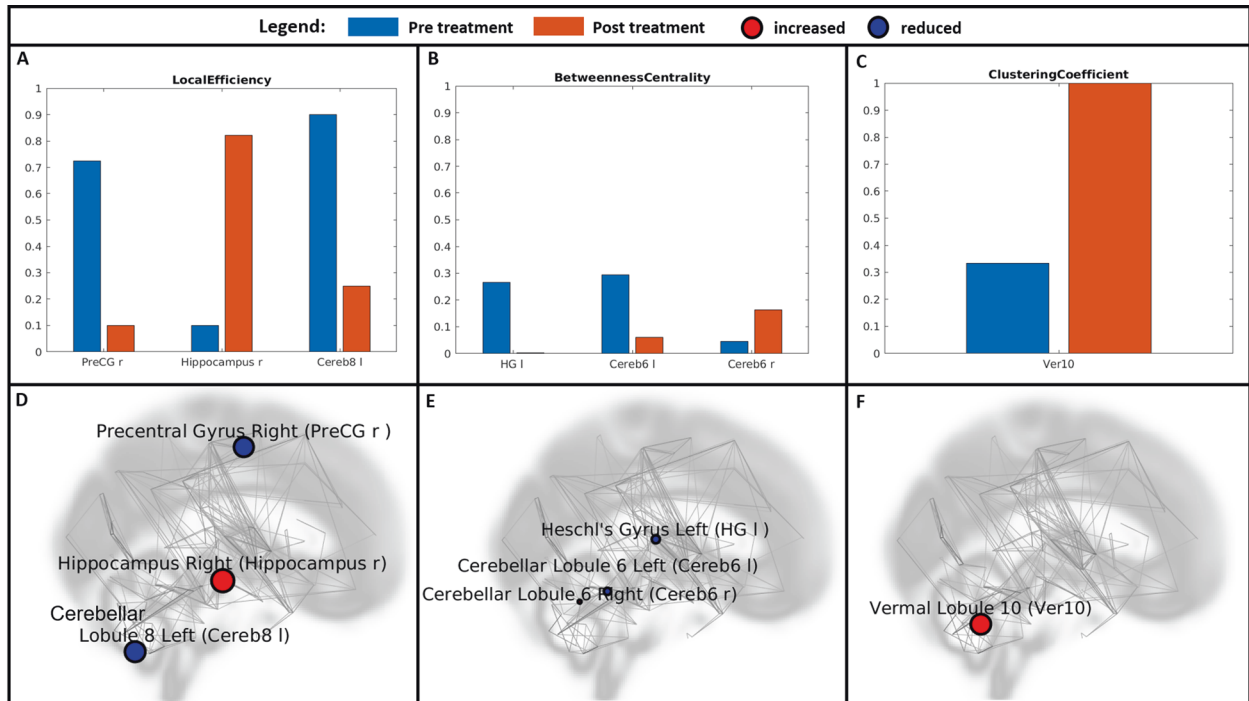 Legend: Pre treatment Post treatment increased reduced
A
LocalEfficiency
1
0.9
0.8
0.7
0.6
0.5
0.4
0.3
0.2
0.1
0
PreCG r Hippocampus r Cereb8 l
B
BetweennessCentrality
1
0.9
0.8
0.7
0.6
0.5
0.4
0.3
0.2
0.1
0
HG l Cereb6 l Cereb6 r
C
ClusteringCoefficient
1
0.9
0.8
0.7
0.6
0.5
0.4
0.3
0.2
0.1
0
Ver10
D
Precentral Gyrus Right (PreCG r )
Hippocampus Right (Hippocampus r)
Cerebellar
Lobule 8 Left (Cereb8 l)
E
Heschl's Gyrus Left (HG l )
Cerebellar Lobule 6 Left (Cereb6 l)
Cerebellar Lobule 6 Right (Cereb6 r)
F
Vermal Lobule 10 (Ver10)